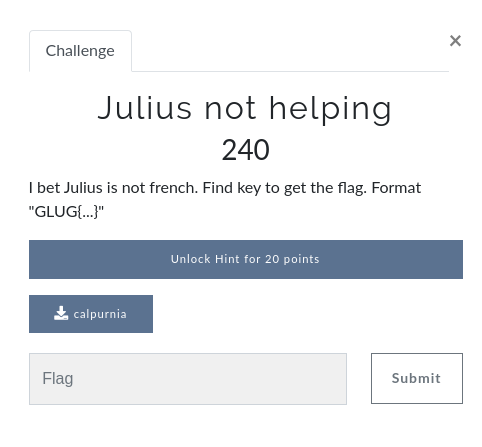 ×
Challenge
Julius not helping
240
I bet Julius is not french. Find key to get the flag. Format
"GLUG{...}"
Unlock Hint for 20 points
calpurnia
Flag
Submit